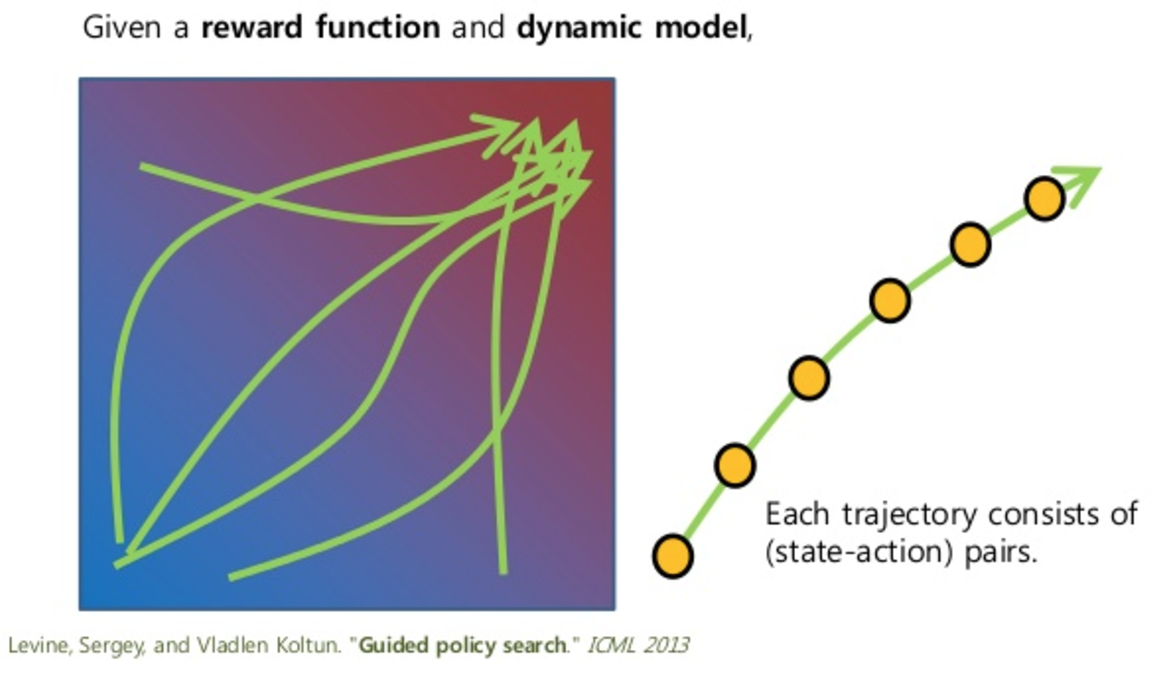 Given a reward function and dynamic model,
Each trajectory consists of
(state-action) pairs.
Levine, Sergey, and Vladlen Koltun. "Guided policy search." ICML 2013